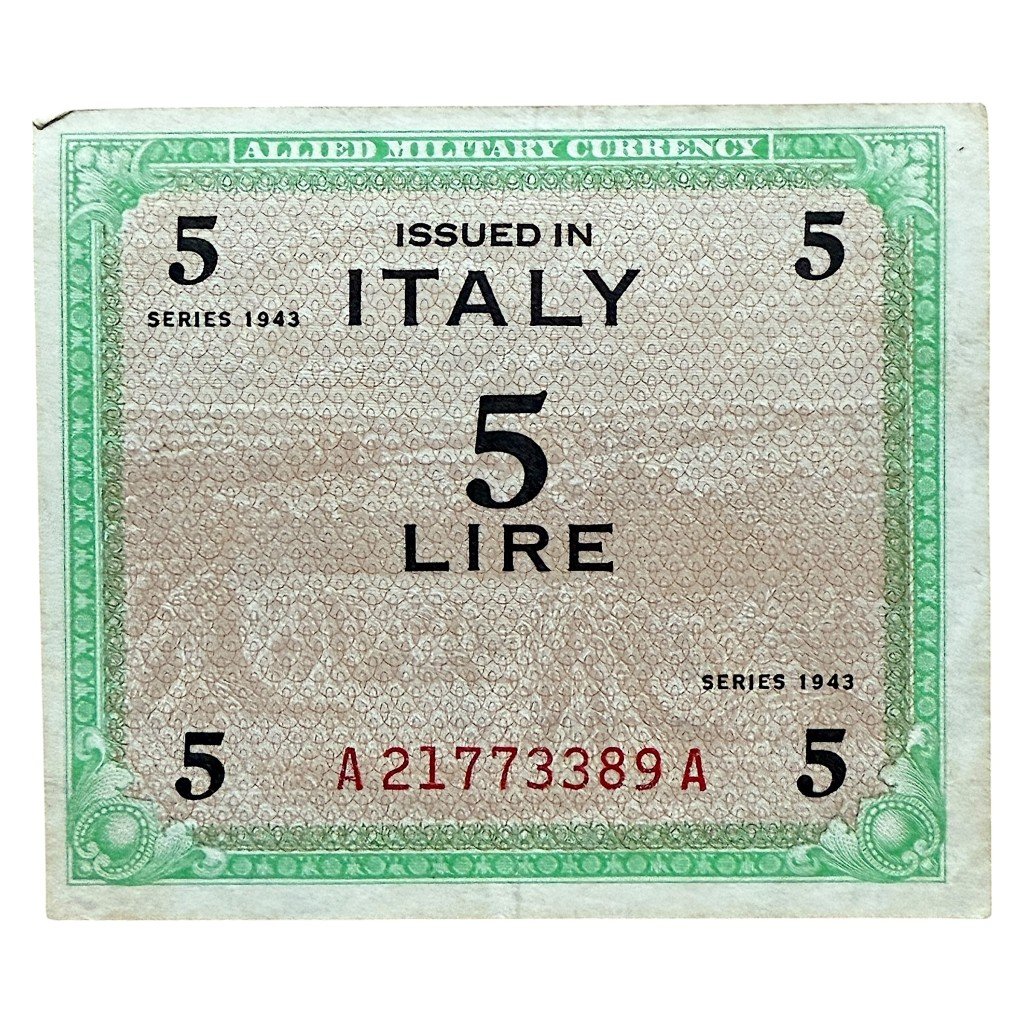 ALLIED MILITARY CURRENCY
5 5
ISSUED IN
ITALY
SERIES 1943
5
LIRE
SERIES 1943
5 5
A21773389A